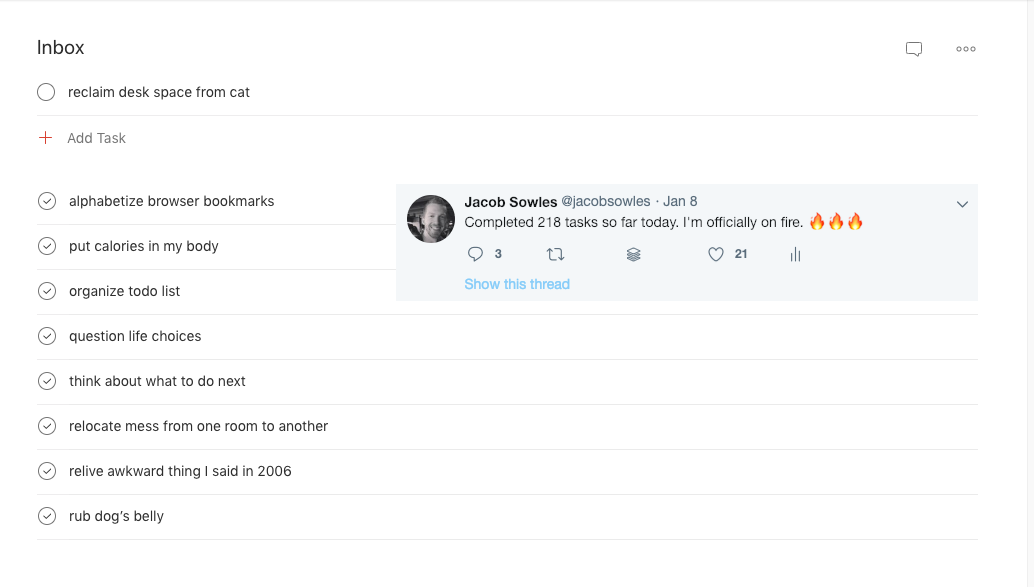 Inbox
reclaim desk space from cat
Add Task
alphabetize browser bookmarks
put calories in my body
organize todo list
question life choices
think about what to do next
relocate mess from one room to another
relive awkward thing I said in 2006
rub dog’s belly
Jacob Sowles @jacobsowles · Jan 8
Completed 218 tasks so far today. I'm officially on fire. 🔥🔥🔥
3 21
Show this thread